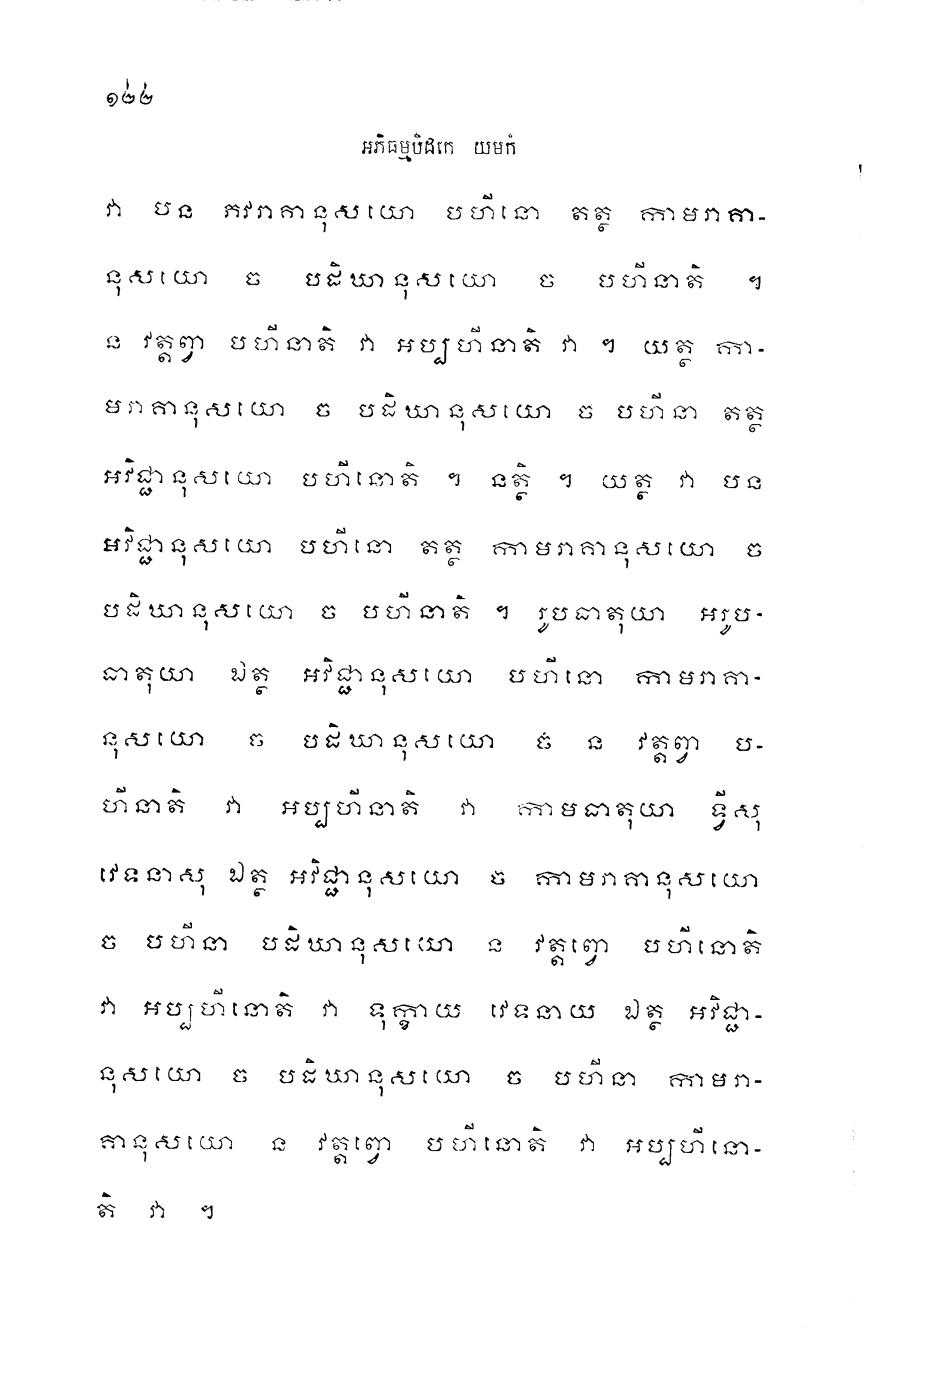 ១៤៤
អភិធម្មបិដកេ យមកំ
វា បន ភវរាគានុសយោ បហីនោ តត្ថ កាមរាគា-
នុសយោ ច បដិឃានុសយោ ច បហីនាតិ ។
ន វត្តព្វា បហីនាតិ វា អប្បហីនាតិ វា ។ យត្ថ កា-
មរាគានុសយោ ច បដិឃានុសយោ ច បហីនា តត្ថ
អវិជ្ជានុសយោ បហីនោតិ ។ នត្ថិ ។ យត្ថ វា បន
អវិជ្ជានុសយោ បហីនោ តត្ថ កាមរាគានុសយោ ច
បដិឃានុសយោ ច បហីនាតិ ។ រូបធាតុយា អរូប-
ធាតុយា ឯត្ថ អវិជ្ជានុសយោ បហីនោ កាមរាគា-
នុសយោ ច បដិឃានុសយោ ច ន វត្តព្វា ប-
ហីនាតិ វា អប្បហីនាតិ វា កាមធាតុយា ទ្វីសុ
វេទនាសុ ឯត្ថ អវិជ្ជានុសយោ ច កាមរាគានុសយោ
ច បហីនា បដិឃានុសយោ ន វត្តព្វោ បហីនោតិ
វា អប្បហីនោតិ វា ទុក្ខាយ វេទនាយ ឯត្ថ អវិជ្ជា-
នុសយោ ច បដិឃានុសយោ ច បហីនា កាមរា-
គានុសយោ ន វត្តព្វោ បហីនោតិ វា អប្បហីនោ-
តិ វា ។